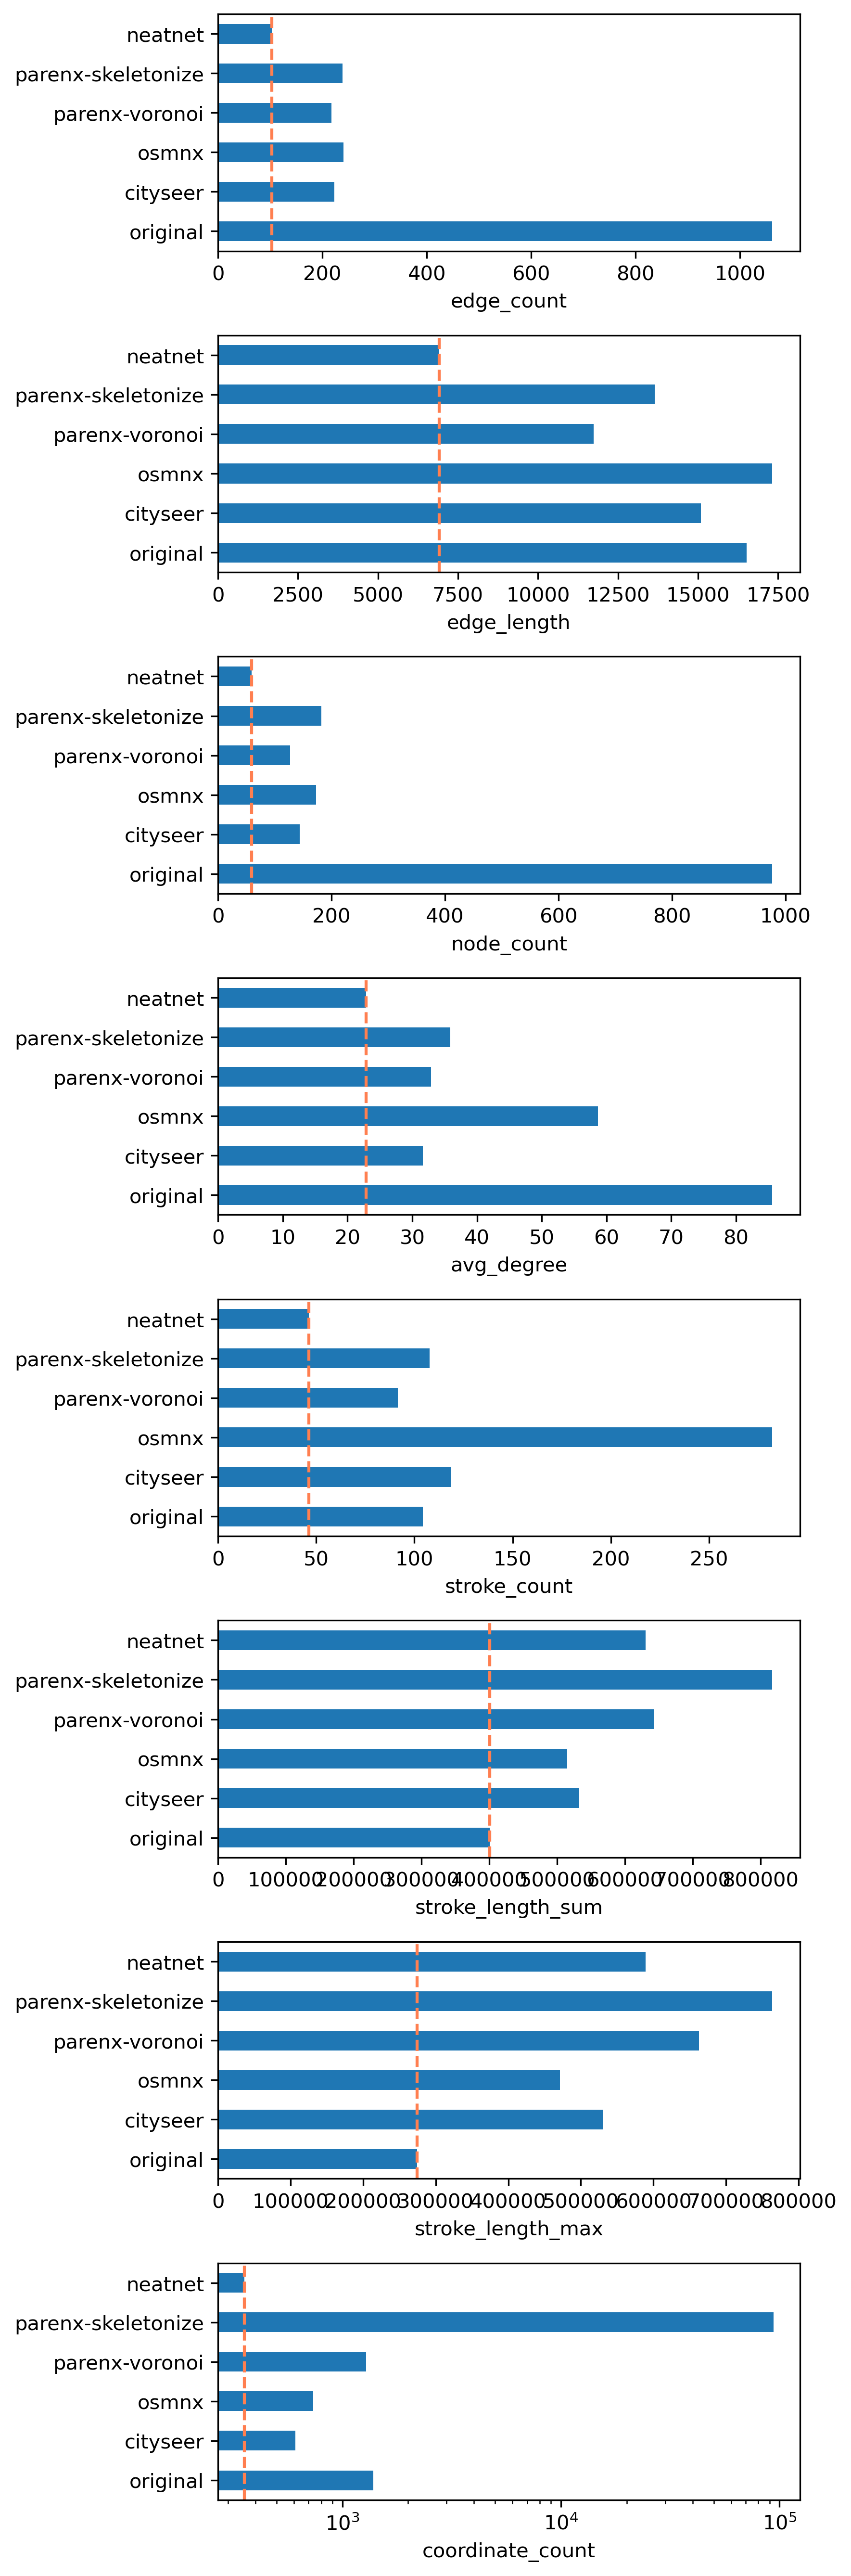 neatnet
parenx-skeletonize
parenx-voronoi
osmnx
cityseer
original
0 200 400 600 800 1000
edge_count
neatnet
parenx-skeletonize
parenx-voronoi
osmnx
cityseer
original
0 2500 5000 7500 10000 12500 15000 17500
edge_length
neatnet
parenx-skeletonize
parenx-voronoi
osmnx
cityseer
original
0 200 400 600 800 1000
node_count
neatnet
parenx-skeletonize
parenx-voronoi
osmnx
cityseer
original
0 10 20 30 40 50 60 70 80
avg_degree
neatnet
parenx-skeletonize
parenx-voronoi
osmnx
cityseer
original
0 50 100 150 200 250
stroke_count
neatnet
parenx-skeletonize
parenx-voronoi
osmnx
cityseer
original
0 100000 200000 300000 400000 500000 600000 700000 800000
stroke_length_sum
neatnet
parenx-skeletonize
parenx-voronoi
osmnx
cityseer
original
0 100000 200000 300000 400000 500000 600000 700000 800000
stroke_length_max
neatnet
parenx-skeletonize
parenx-voronoi
osmnx
cityseer
original
10³ 10⁴ 10⁵
coordinate_count